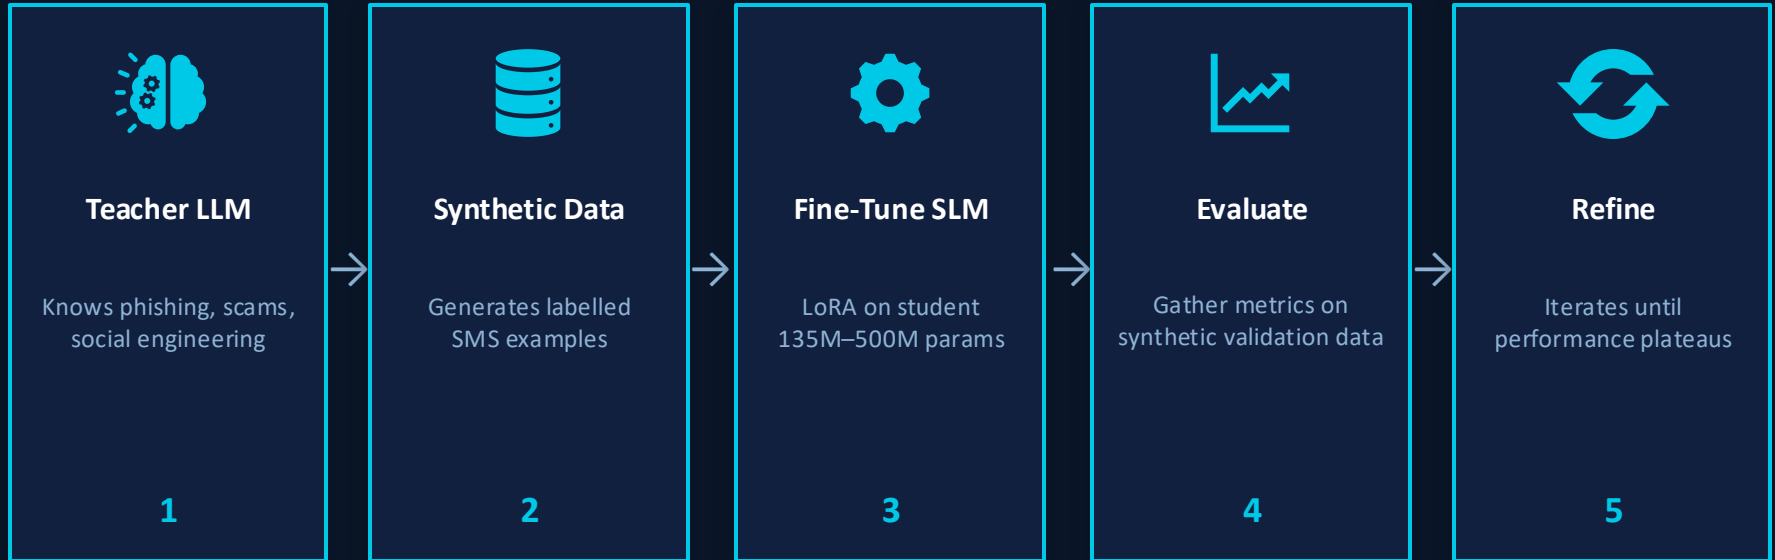 Teacher LLM
Knows phishing, scams,
social engineering
1
Synthetic Data
Generates labelled
SMS examples
2
Fine-Tune SLM
LoRA on student
135M–500M params
3
Evaluate
Gather metrics on
synthetic validation data
4
Refine
Iterates until
performance plateaus
5